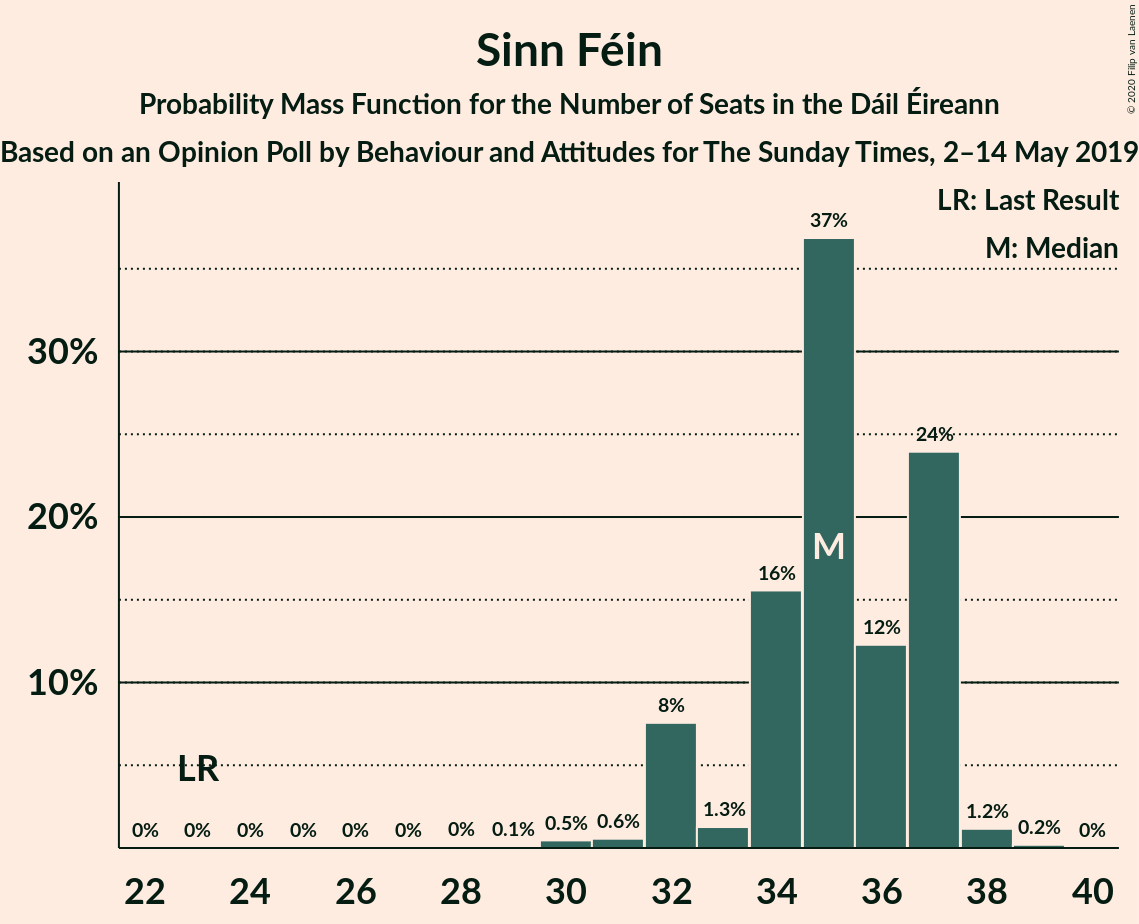 Sinn Féin
Probability Mass Function for the Number of Seats in the Dáil Éireann
Based on an Opinion Poll by Behaviour and Attitudes for The Sunday Times, 2–14 May 2019
© 2020 Filip van Laenen
LR: Last Result
M: Median
37%
30%
24%
20%
M
16%
12%
10%
8%
LR
0% 0% 0% 0% 0% 0% 0% 0.1% 0.5% 0.6% 1.3% 1.2% 0.2% 0%
22 24 26 28 30 32 34 36 38 40